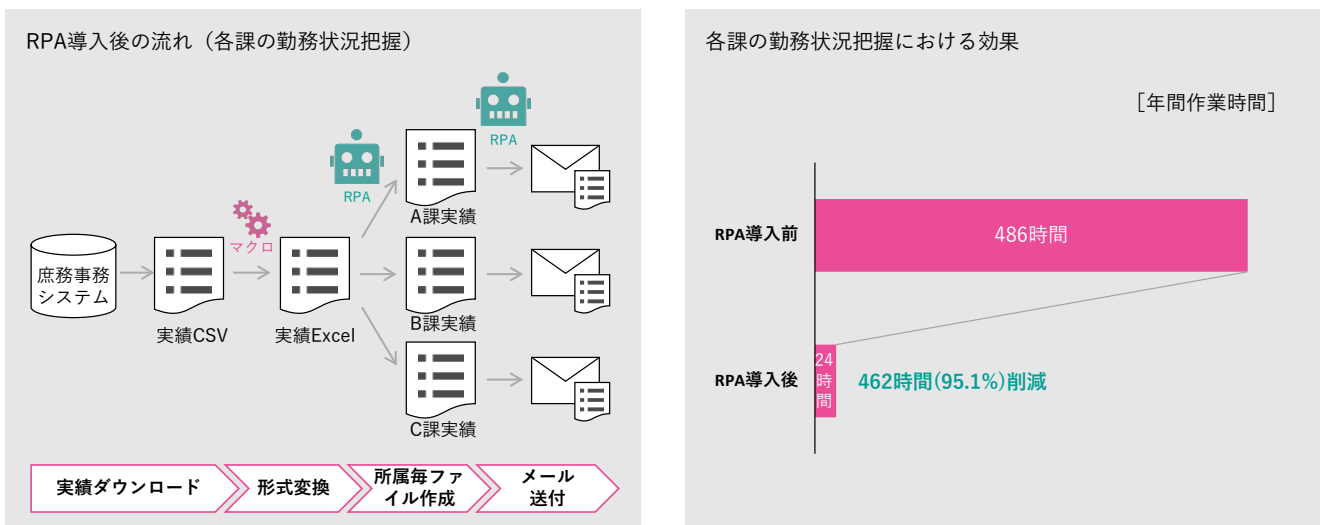 RPA導入後の流れ（各課の勤務状況把握）
RPA
RPA
A課実績
マクロ
庶務事務
システム
実績CSV
実績Excel
B課実績
C課実績
実績ダウンロード
形式変換
所属毎ファ
イル作成
メール
送付
各課の勤務状況把握における効果
［年間作業時間］
RPA導入前
486時間
RPA導入後
24
時
間
462時間(95.1%)削減